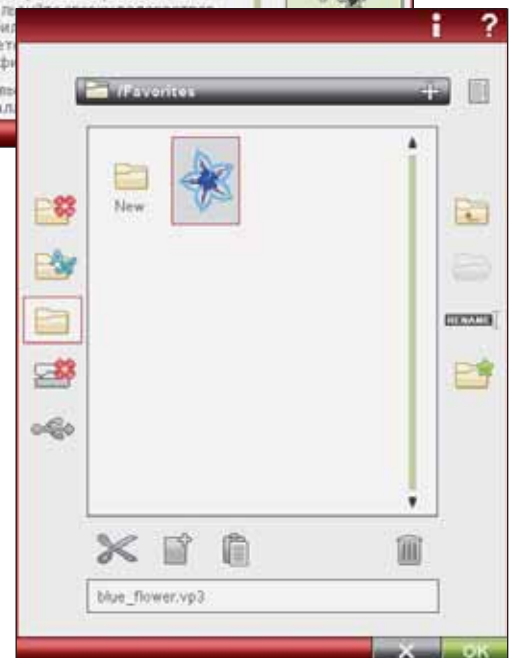 i ?
/Favorites +
New
RENAME
blue_flower.vp3
X OK